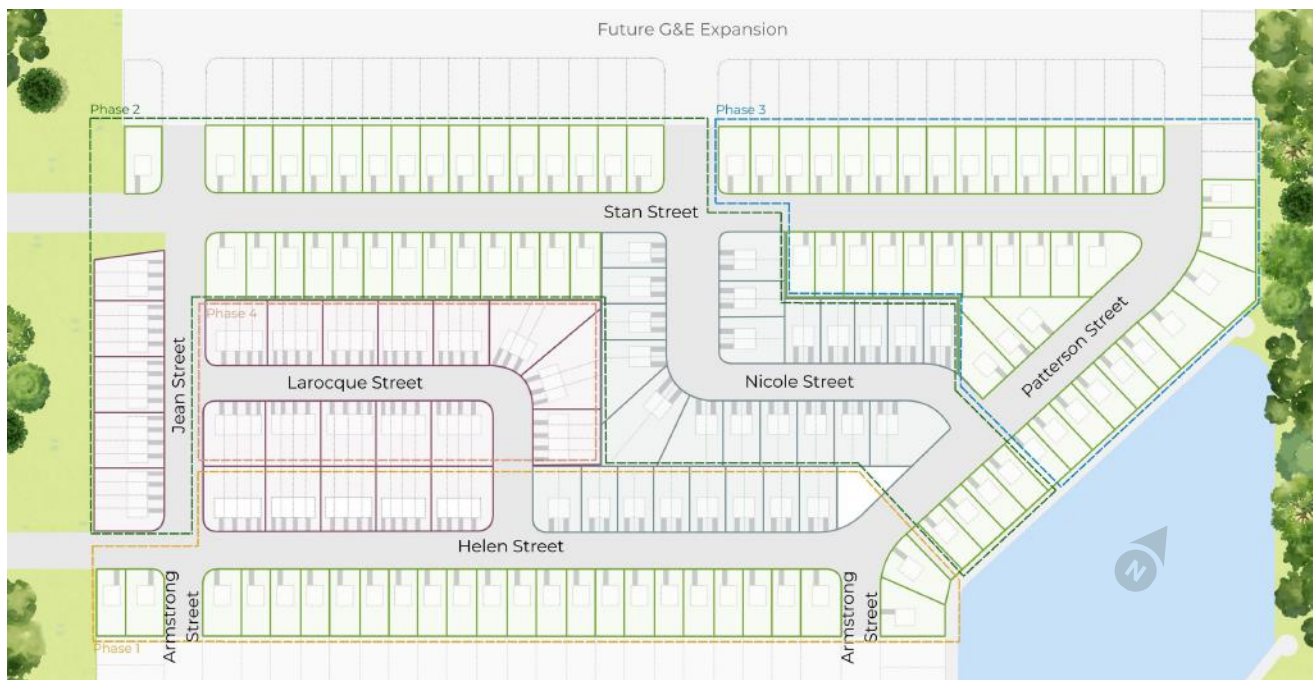 Future G&E Expansion
Phase 2
Phase 3
Stan Street
Phase 4
Jean Street
Larocque Street
Nicole Street
Patterson Street
Helen Street
Armstrong
Street
Armstrong
Street
N
Phase 1